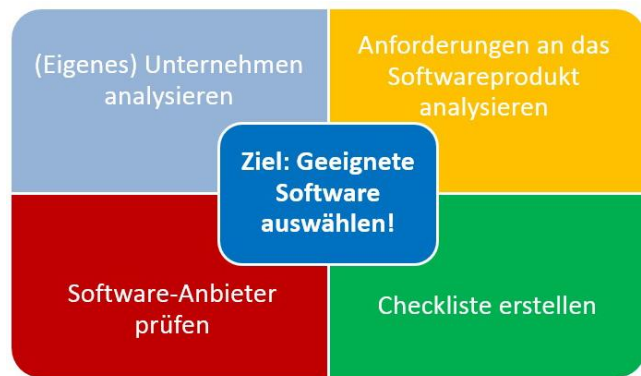 (Eigenes) Unternehmen
analysieren
Anforderungen an das
Softwareprodukt
analysieren
Ziel: Geeignete
Software
auswählen!
Software-Anbieter
prüfen
Checkliste erstellen